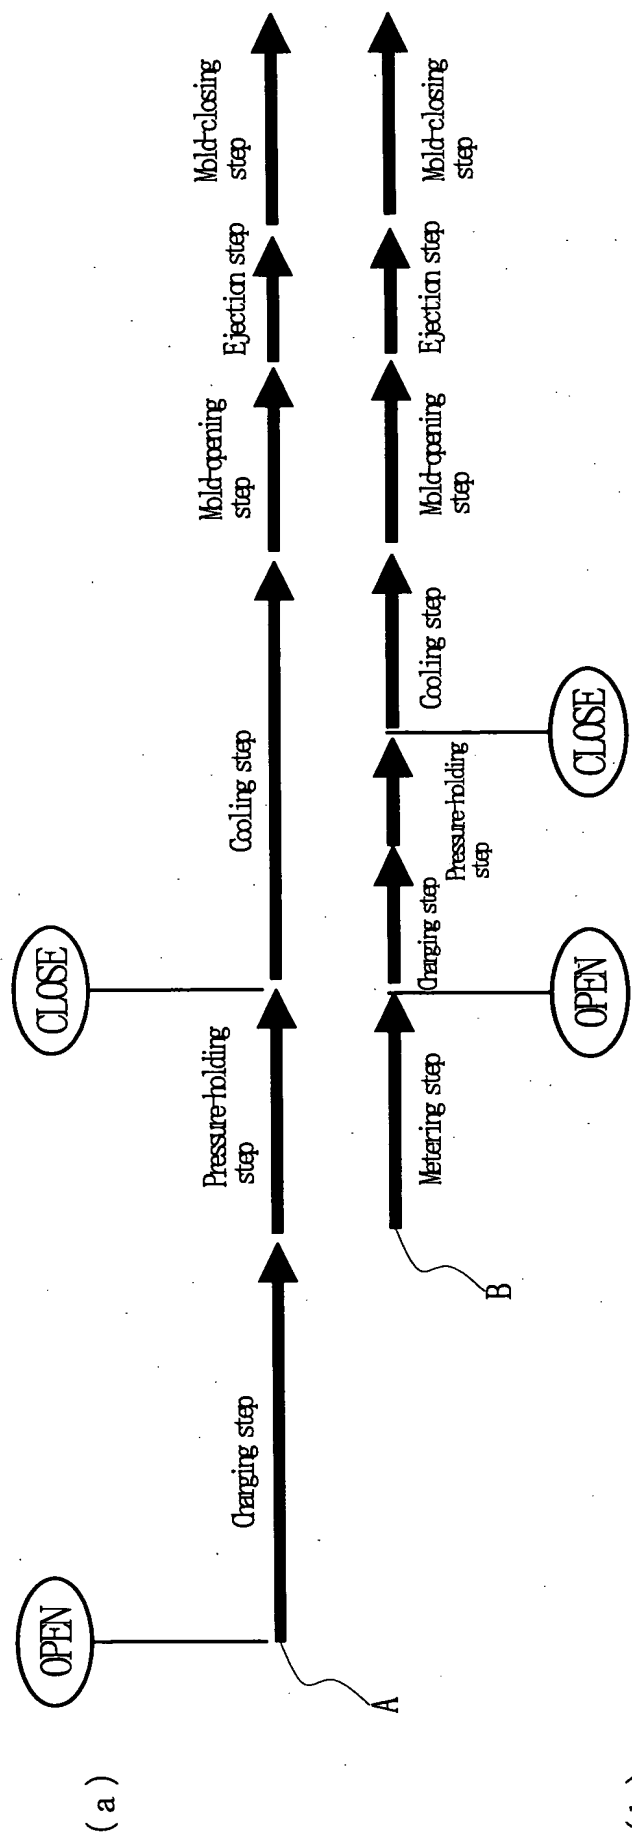 (a)
OPEN
CLOSE
Charging step
Pressure-holding
step
Cooling step
Mold-opening
step
Ejection step
Mold-closing
step
A
B
Metering step
Charging step
Pressure-holding
step
Cooling step
Mold-opening
step
Ejection step
Mold-closing
step
OPEN
CLOSE